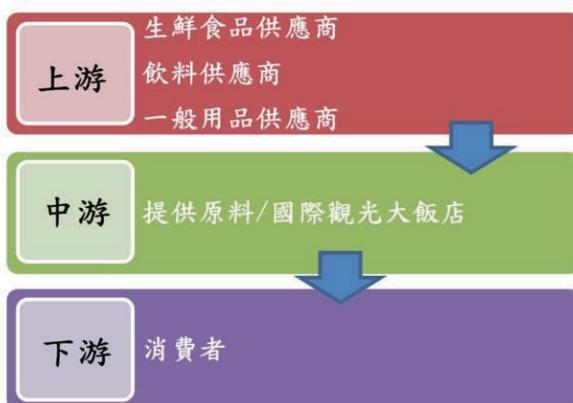 上游
生鮮食品供應商
飲料供應商
一般用品供應商
中游
提供原料/國際觀光大飯店
下游
消費者